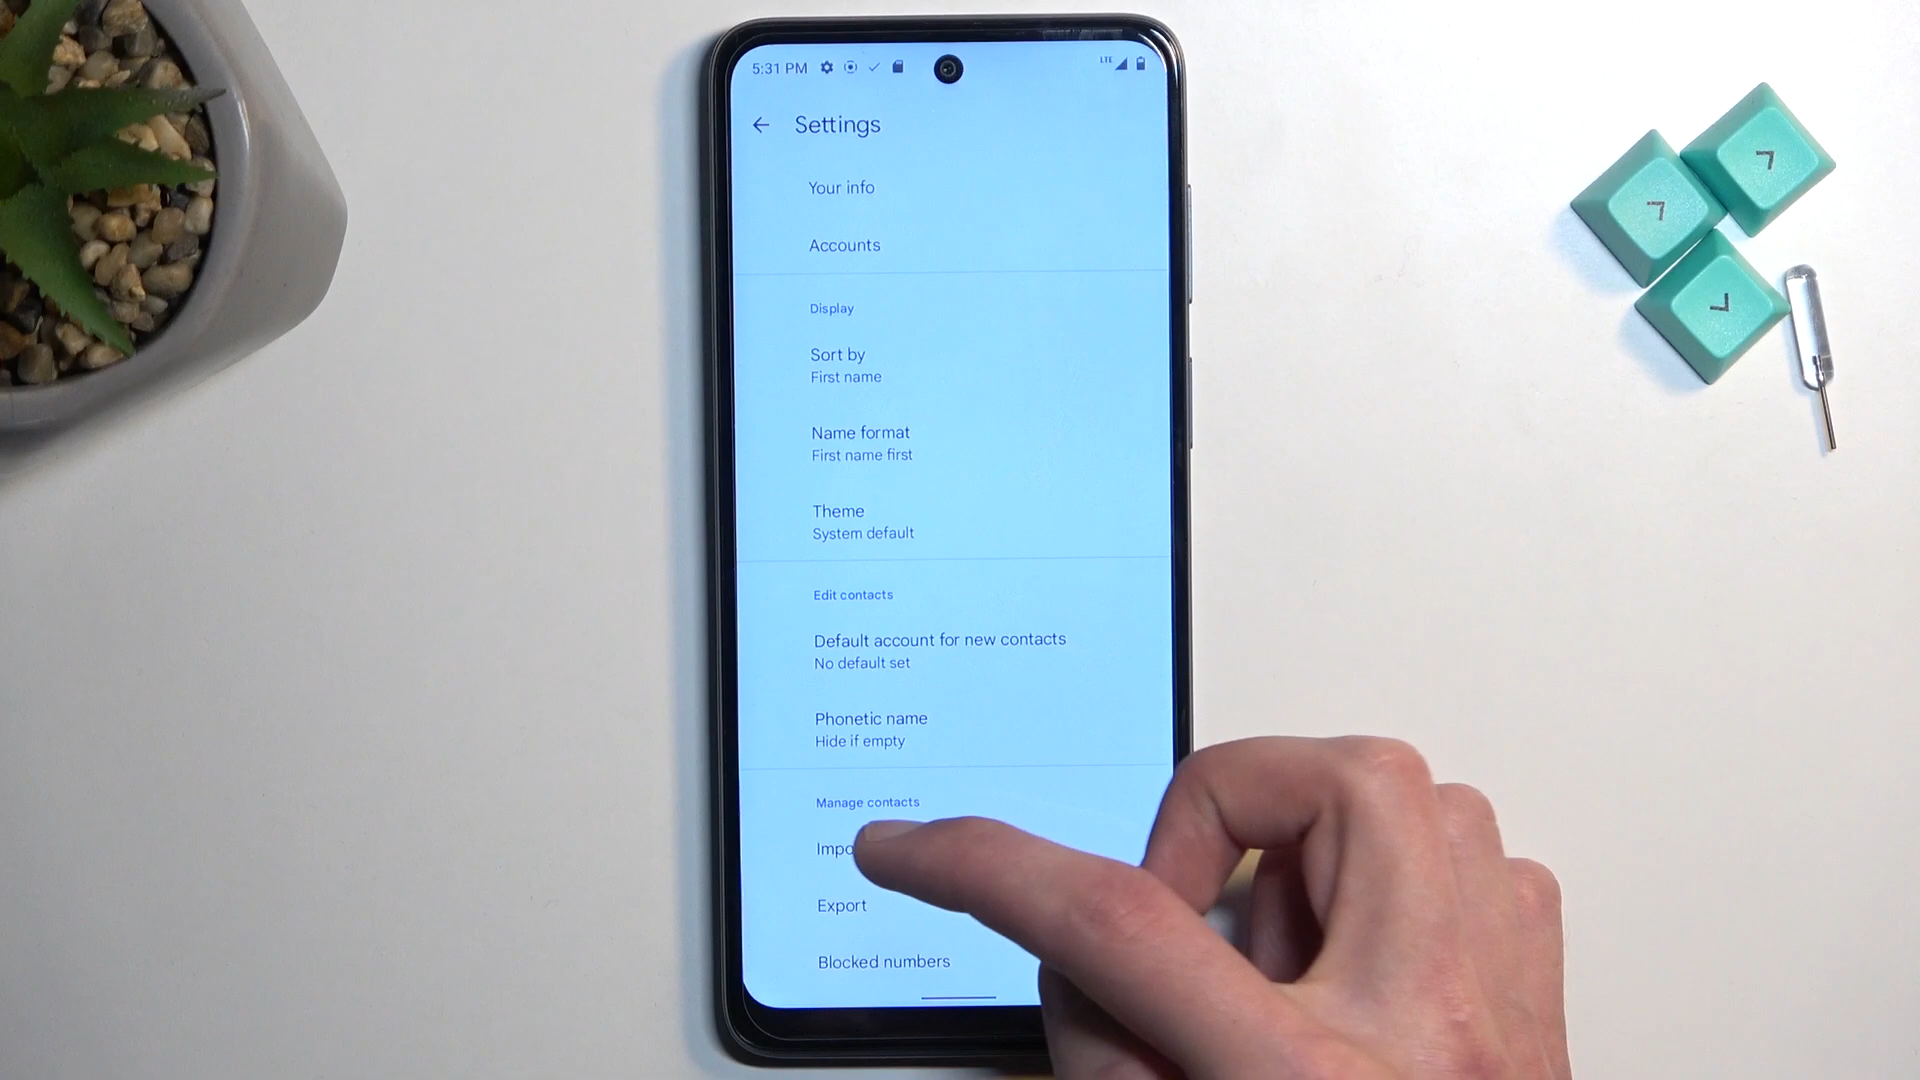 5:31 PM
LTE
Settings
Your info
Accounts
Display
Sort by
First name
Name format
First name first
Theme
System default
Edit contacts
Default account for new contacts
No default set
Phonetic name
Hide if empty
Manage contacts
Impo
Export
Blocked numbers